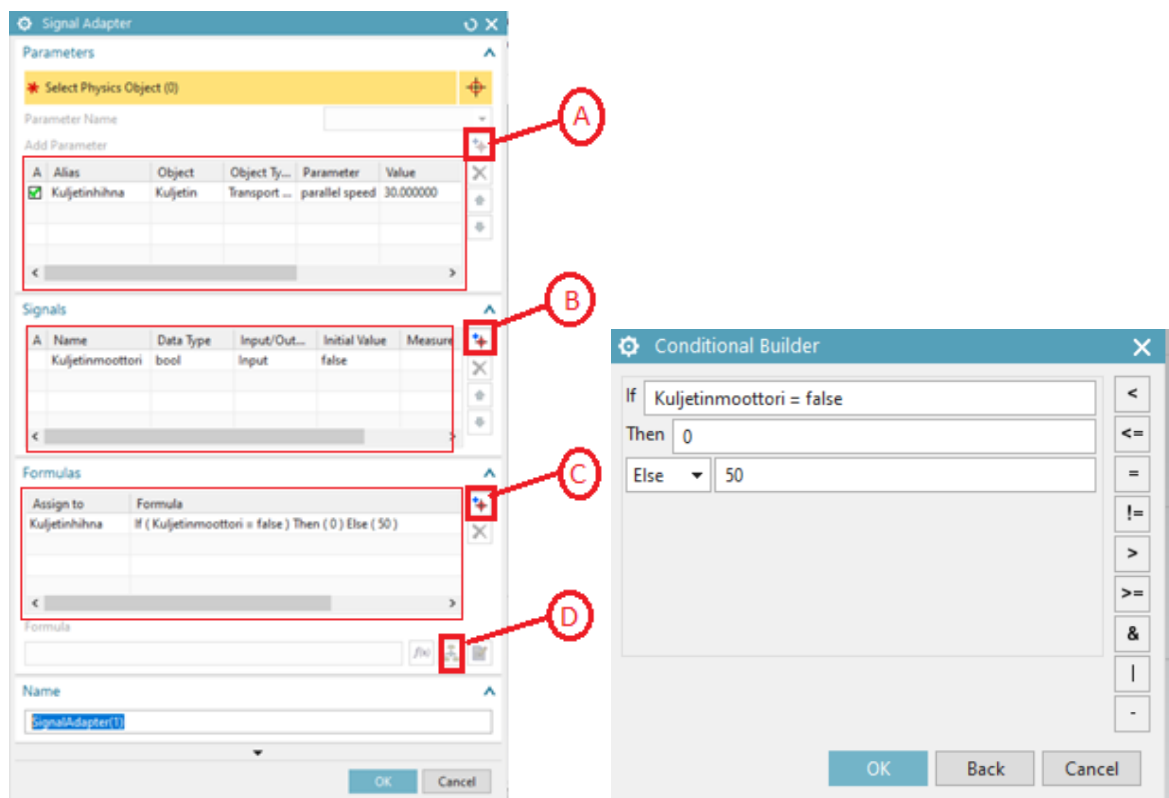 Signal Adapter
Parameters
Select Physics Object (0)
Parameter Name
Add Parameter
A
A Alias Object Object Ty... Parameter Value
Kuljetinhihna Kuljetin Transport ... parallel speed 30.000000
Signals
B
A Name Data Type Input/Out... Initial Value Measure
Kuljetinmoottori bool Input false
Formulas
C
Assign to Formula
Kuljetinhihna If ( Kuljetinmoottori = false ) Then ( 0 ) Else ( 50 )
D
Formula
f(x)
Name
SignalAdapter(1)
OK Cancel
Conditional Builder
If Kuljetinmoottori = false
Then 0
Else 50
<
<=
=
!=
>
>=
&
|
-
OK Back Cancel